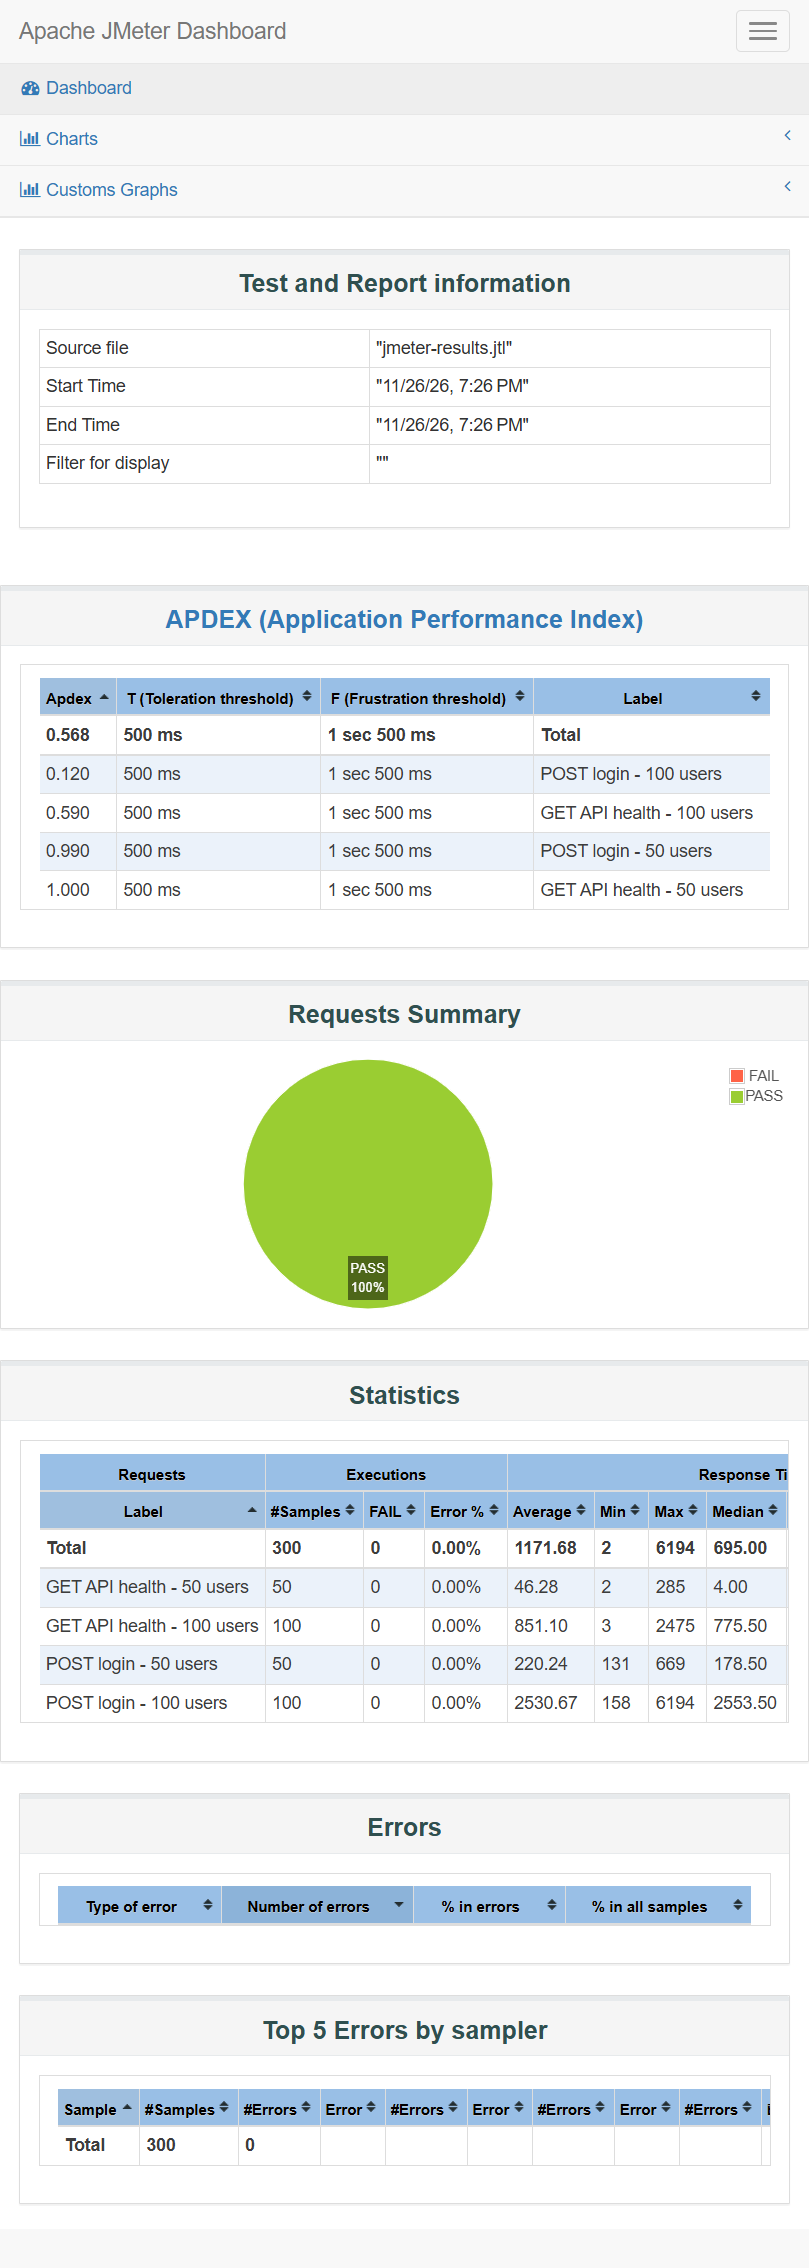 Apache JMeter Dashboard
Dashboard
Charts
Customs Graphs
Test and Report information
Source file "jmeter-results.jtl"
Start Time "11/26/26, 7:26 PM"
End Time "11/26/26, 7:26 PM"
Filter for display ""
APDEX (Application Performance Index)
Apdex T (Toleration threshold) F (Frustration threshold) Label
0.568 500 ms 1 sec 500 ms Total
0.120 500 ms 1 sec 500 ms POST login - 100 users
0.590 500 ms 1 sec 500 ms GET API health - 100 users
0.990 500 ms 1 sec 500 ms POST login - 50 users
1.000 500 ms 1 sec 500 ms GET API health - 50 users
Requests Summary
FAIL
PASS
PASS
100%
Statistics
Requests Executions Response Ti
Label #Samples FAIL Error % Average Min Max Median
Total 300 0 0.00% 1171.68 2 6194 695.00
GET API health - 50 users 50 0 0.00% 46.28 2 285 4.00
GET API health - 100 users 100 0 0.00% 851.10 3 2475 775.50
POST login - 50 users 50 0 0.00% 220.24 131 669 178.50
POST login - 100 users 100 0 0.00% 2530.67 158 6194 2553.50
Errors
Type of error Number of errors % in errors % in all samples
Top 5 Errors by sampler
Sample #Samples #Errors Error #Errors Error #Errors Error #Errors
Total 300 0